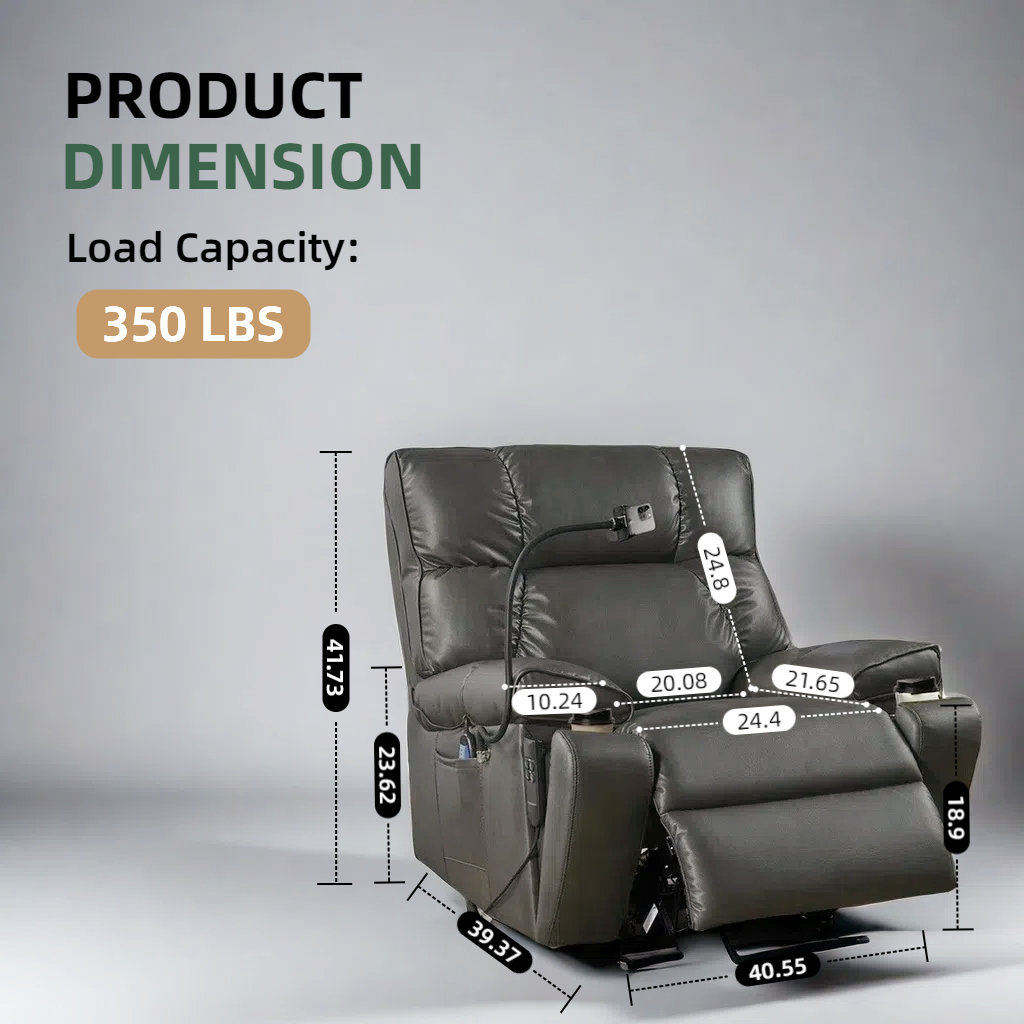 PRODUCT
DIMENSION
Load Capacity:
350 LBS
24.8
41.73
20.08
21.65
10.24
24.4
23.62
18.9
39.37
40.55